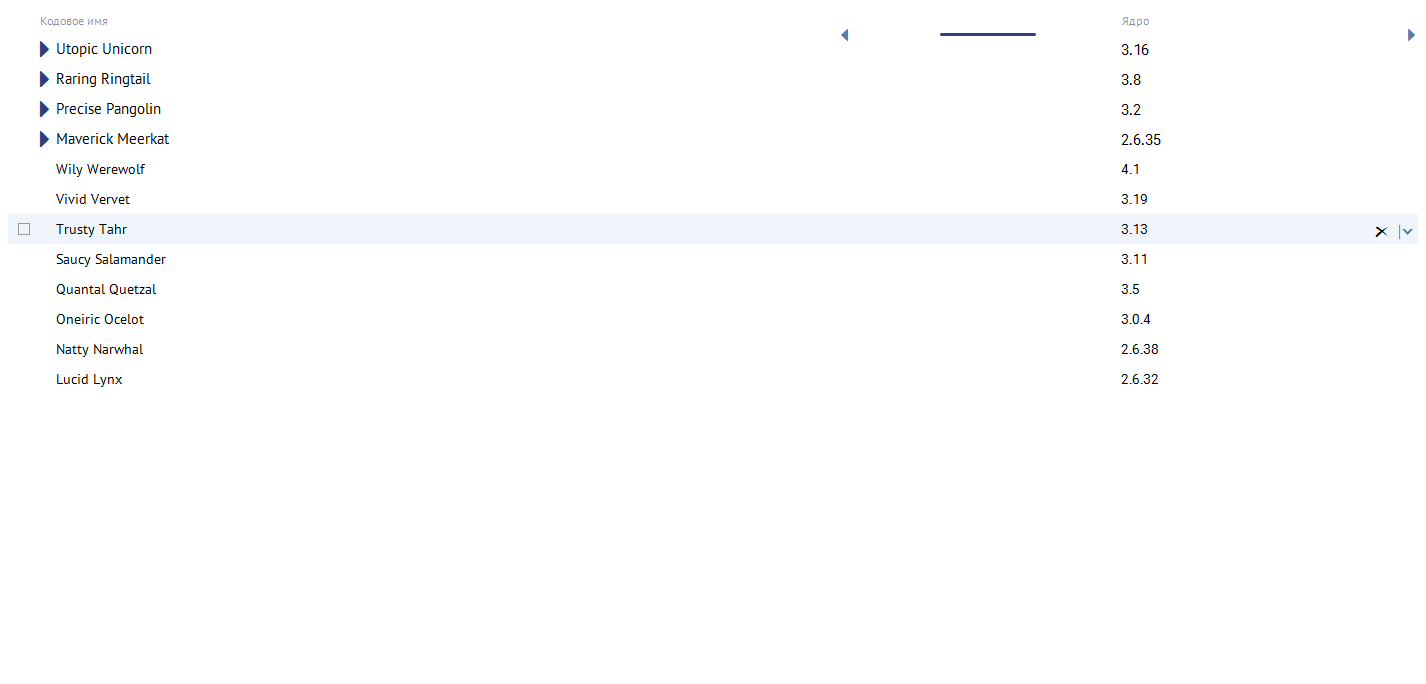 Кодовое имя Ядро
Utopic Unicorn 3.16
Raring Ringtail 3.8
Precise Pangolin 3.2
Maverick Meerkat 2.6.35
Wily Werewolf 4.1
Vivid Vervet 3.19
Trusty Tahr 3.13
Saucy Salamander 3.11
Quantal Quetzal 3.5
Oneiric Ocelot 3.0.4
Natty Narwhal 2.6.38
Lucid Lynx 2.6.32